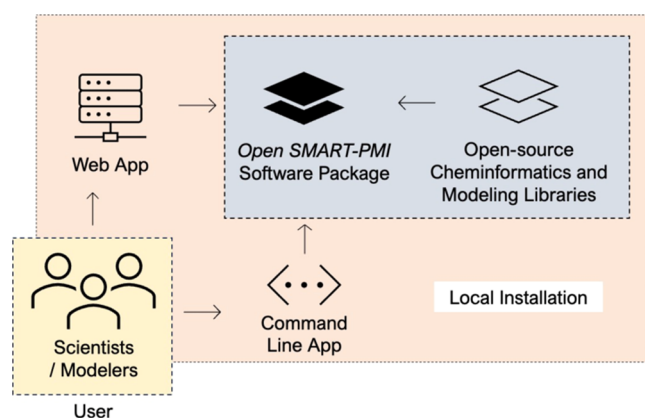 Web App
Open SMART-PMI
Software Package
Open-source
Cheminformatics and
Modeling Libraries
Scientists
/ Modelers
User
Command
Line App
Local Installation